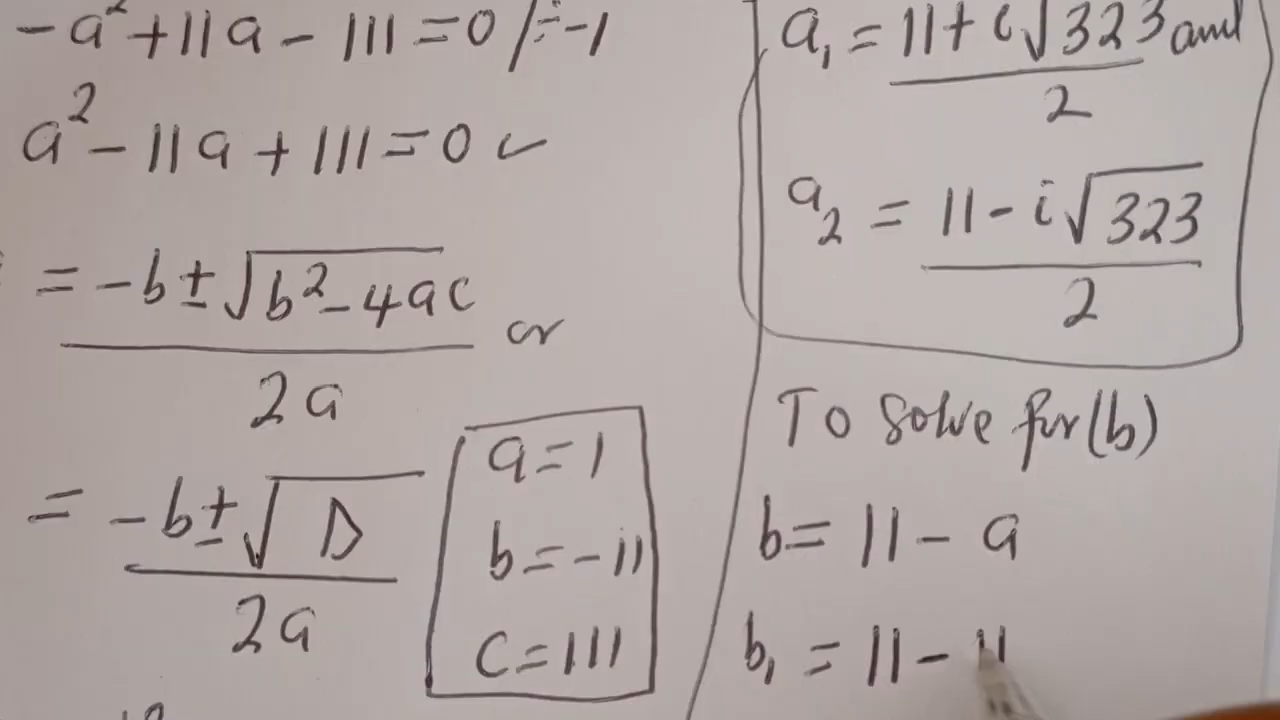 -a²+11a-111=0/÷-1
a²-11a+111=0 ✓
= -b±√b²-4ac or
2a
= -b±√D
2a
a=1
b=-11
c=111
a₁ = 11+i√323 and
2
a₂ = 11-i√323
2
To solve for(b)
b= 11-a
b₁ = 11-11